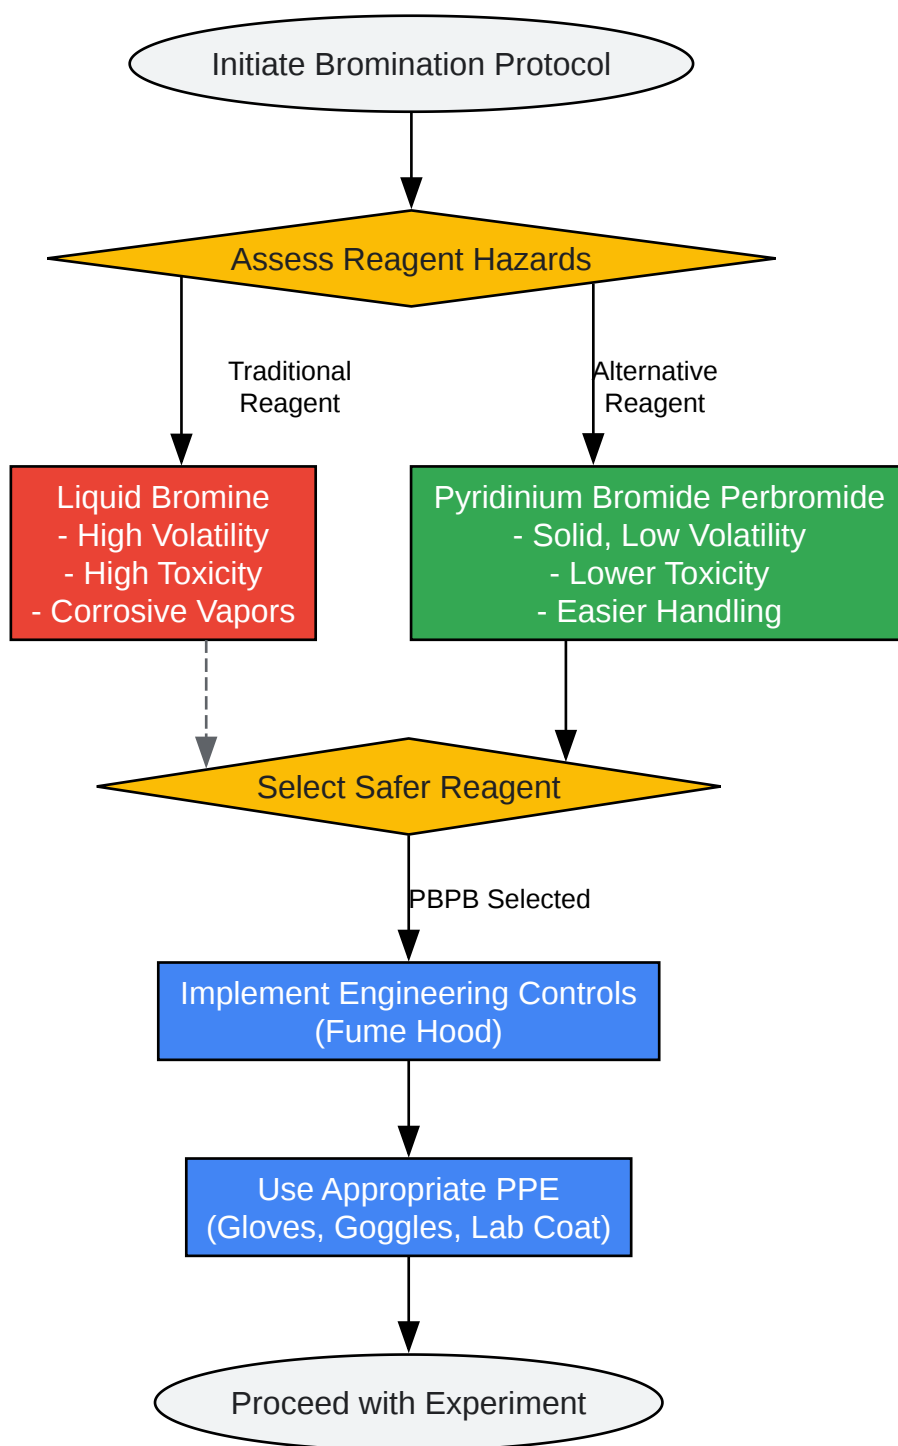 Initiate Bromination Protocol
Assess Reagent Hazards
Traditional
Reagent
Alternative
Reagent
Liquid Bromine
- High Volatility
- High Toxicity
- Corrosive Vapors
Pyridinium Bromide Perbromide
- Solid, Low Volatility
- Lower Toxicity
- Easier Handling
Select Safer Reagent
PBPB Selected
Implement Engineering Controls
(Fume Hood)
Use Appropriate PPE
(Gloves, Goggles, Lab Coat)
Proceed with Experiment